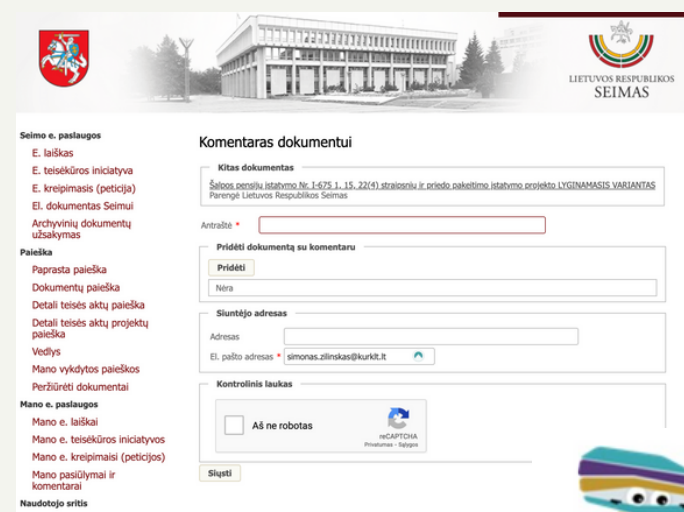 LIETUVOS RESPUBLIKOS
SEIMAS
Seimo e. paslaugos
E. laiškas
E. teisėkūros iniciatyva
E. kreipimasis (peticija)
El. dokumentas Seimui
Archyvinių dokumentų
užsakymas
Paieška
Paprasta paieška
Dokumentų paieška
Detali teisės aktų paieška
Detali teisės aktų projektų
paieška
Vedlys
Mano vykdytos paieškos
Peržiūrėti dokumentai
Mano e. paslaugos
Mano e. laiškai
Mano e. teisėkūros iniciatyvos
Mano e. kreipimaisi (peticijos)
Mano pasiūlymai ir
komentarai
Naudotojo sritis
Komentaras dokumentui
Kitas dokumentas
Šalpos pensijų įstatymo Nr. I-675 1, 15, 22(4) straipsnių ir priedo pakeitimo įstatymo projekto LYGINAMASIS VARIANTAS
Parengė Lietuvos Respublikos Seimas
Antraštė *
Pridėti dokumentą su komentaru
Pridėti
Nėra
Siuntėjo adresas
Adresas
El. pašto adresas * simonas.zilinskas@kurklt.lt
Kontrolinis laukas
Aš ne robotas
reCAPTCHA
Privatumas - Sąlygos
Siųsti